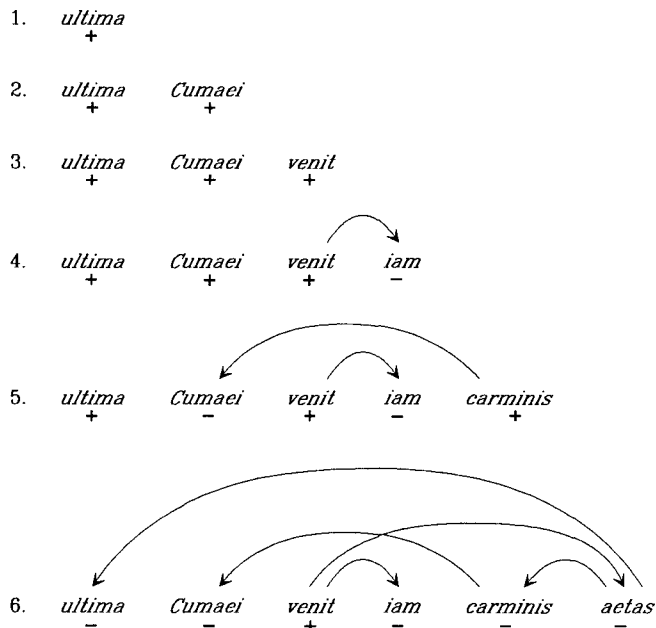 1. ultima
+
2. ultima Cumaei
+ +
3. ultima Cumaei venit
+ + +
4. ultima Cumaei venit iam
+ + + −
5. ultima Cumaei venit iam carminis
+ − + − +
6. ultima Cumaei venit iam carminis aetas
− − + − − −